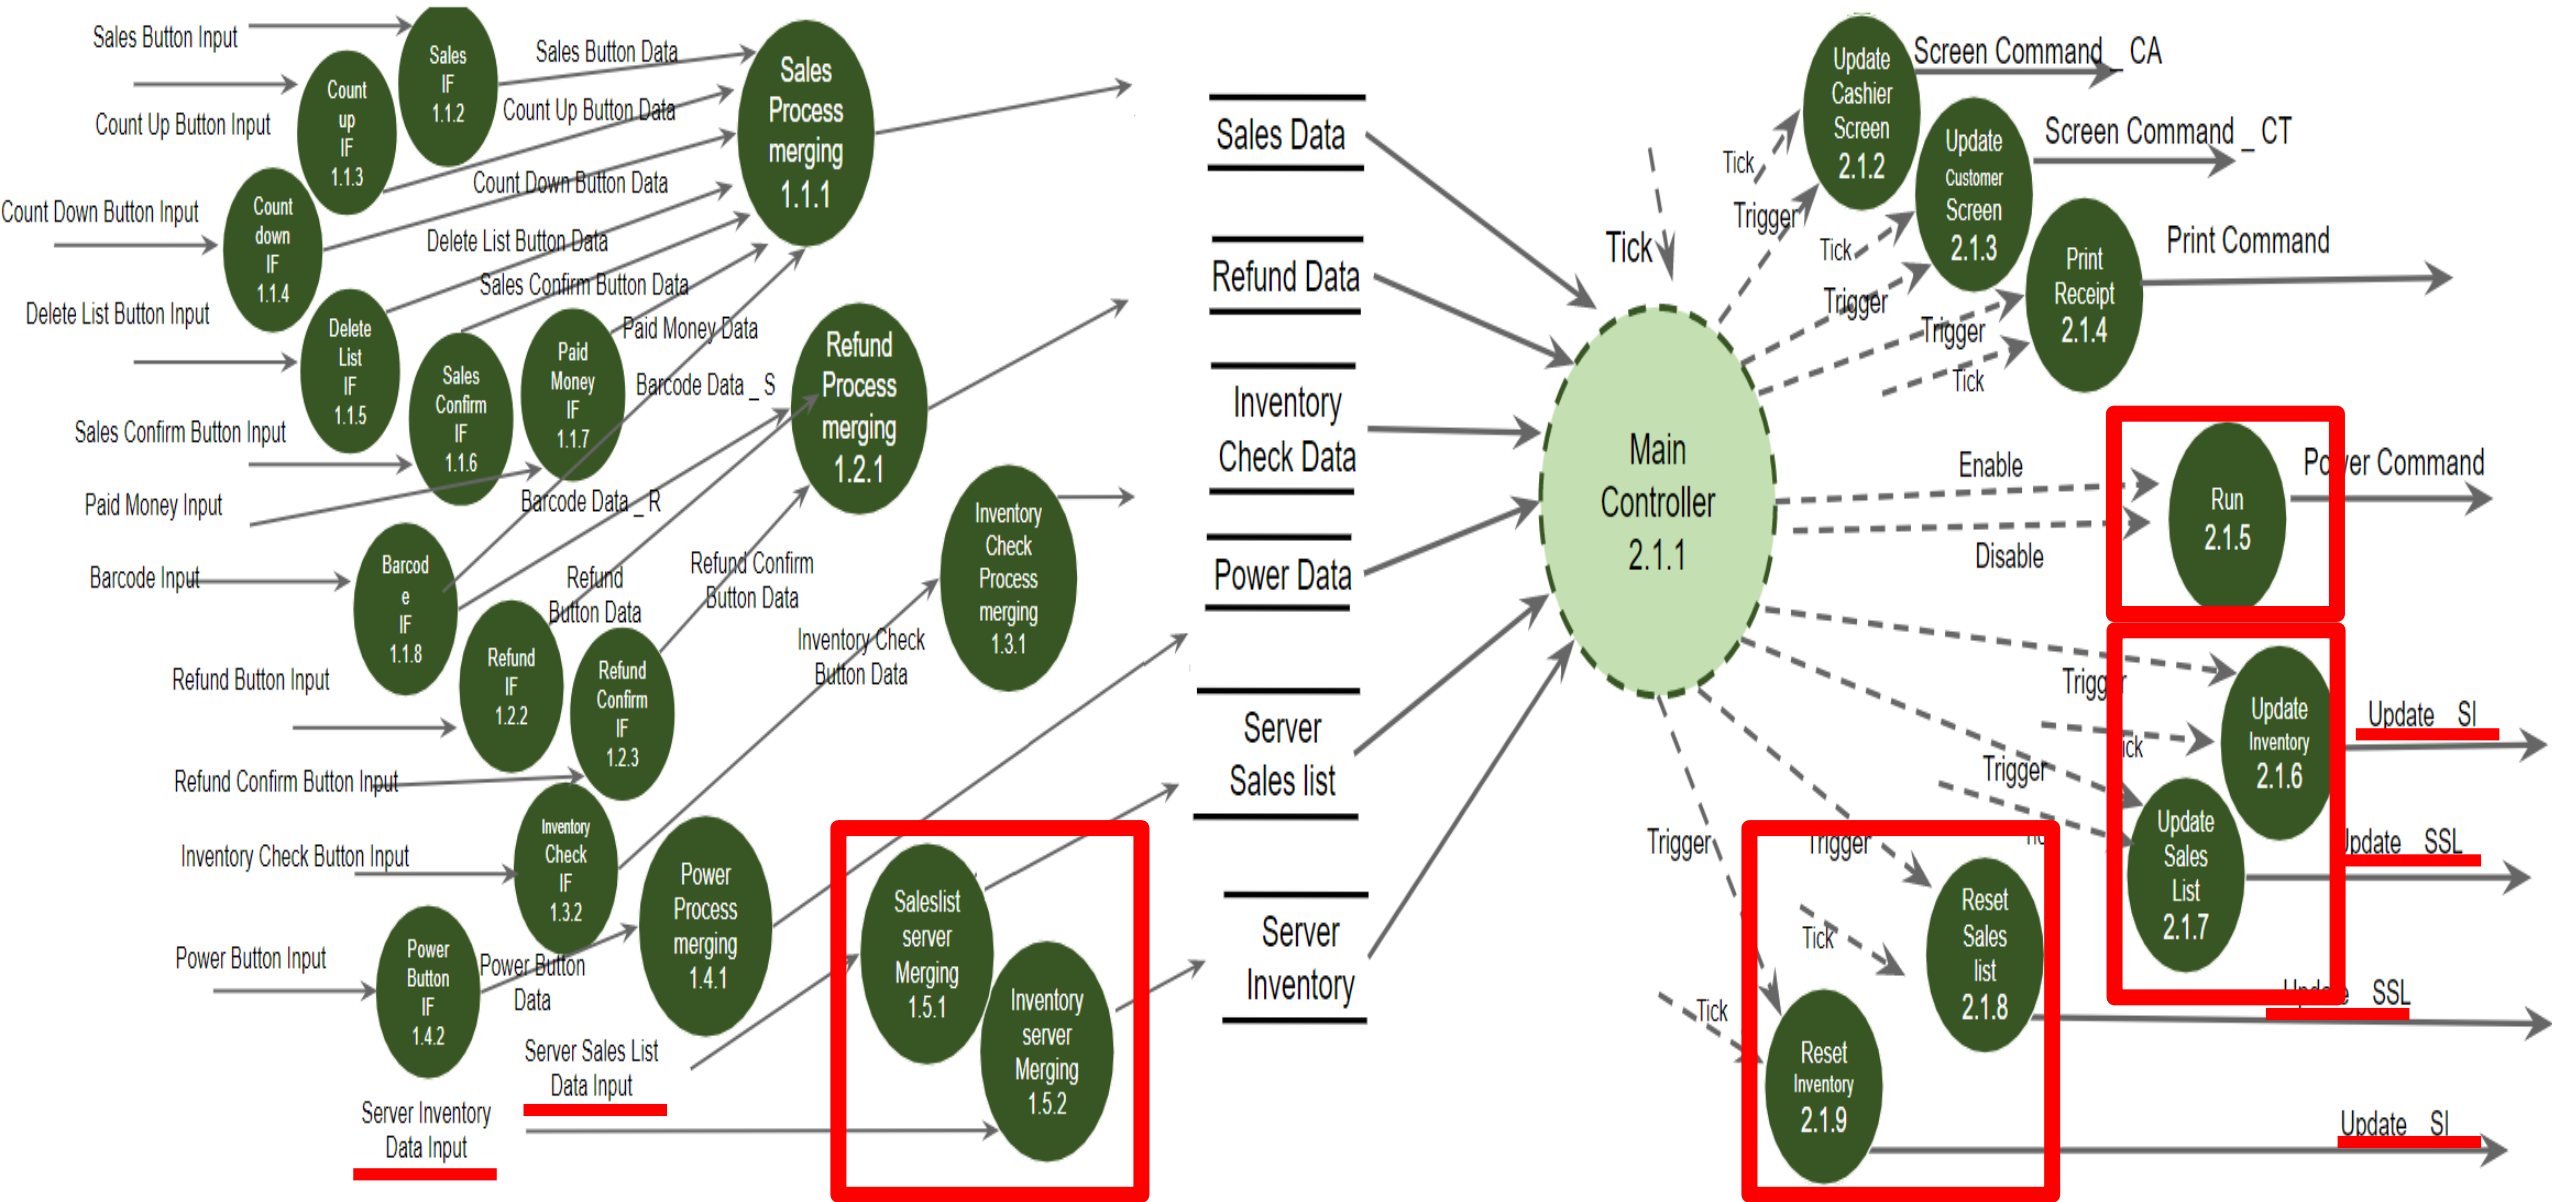 Sales Button Input
Sales
IF
1.1.2
Sales Button Data
Count Up Button Input
Count
up
IF
1.1.3
Count Up Button Data
Sales
Process
merging
1.1.1
Count Down Button Input
Count
down
IF
1.1.4
Count Down Button Data
Delete List Button Input
Delete
List
IF
1.1.5
Delete List Button Data
Sales Confirm Button Input
Sales
Confirm
IF
1.1.6
Sales Confirm Button Data
Paid Money Input
Paid
Money
IF
1.1.7
Paid Money Data
Barcode Data _ S
Barcode Data _ R
Barcode Input
Barcod
e
IF
1.1.8
Refund
Process
merging
1.2.1
Refund Button Input
Refund
IF
1.2.2
Refund
Button Data
Refund Confirm Button Input
Refund
Confirm
IF
1.2.3
Refund Confirm
Button Data
Inventory Check Button Input
Inventory
Check
IF
1.3.2
Inventory Check
Button Data
Inventory
Check
Process
merging
1.3.1
Power Button Input
Power
Button
IF
1.4.2
Power Button
Data
Power
Process
merging
1.4.1
Server Sales List
Data Input
Server Inventory
Data Input
Saleslist
server
Merging
1.5.1
Inventory
server
Merging
1.5.2
Sales Data
Refund Data
Inventory
Check Data
Power Data
Server
Sales list
Server
Inventory
Tick
Main
Controller
2.1.1
Tick
Trigger
Update
Cashier
Screen
2.1.2
Screen Command _ CA
Tick
Trigger
Update
Customer
Screen
2.1.3
Screen Command _ CT
Trigger
Tick
Print
Receipt
2.1.4
Print Command
Enable
Disable
Run
2.1.5
Power Command
Trigger
ick
Update
Inventory
2.1.6
Update _ SI
Trigger
Update
Sales
List
2.1.7
Update _ SSL
Trigger
Tick
Reset
Sales
list
2.1.8
Update _ SSL
Trigger
Tick
Reset
Inventory
2.1.9
Update _ SI